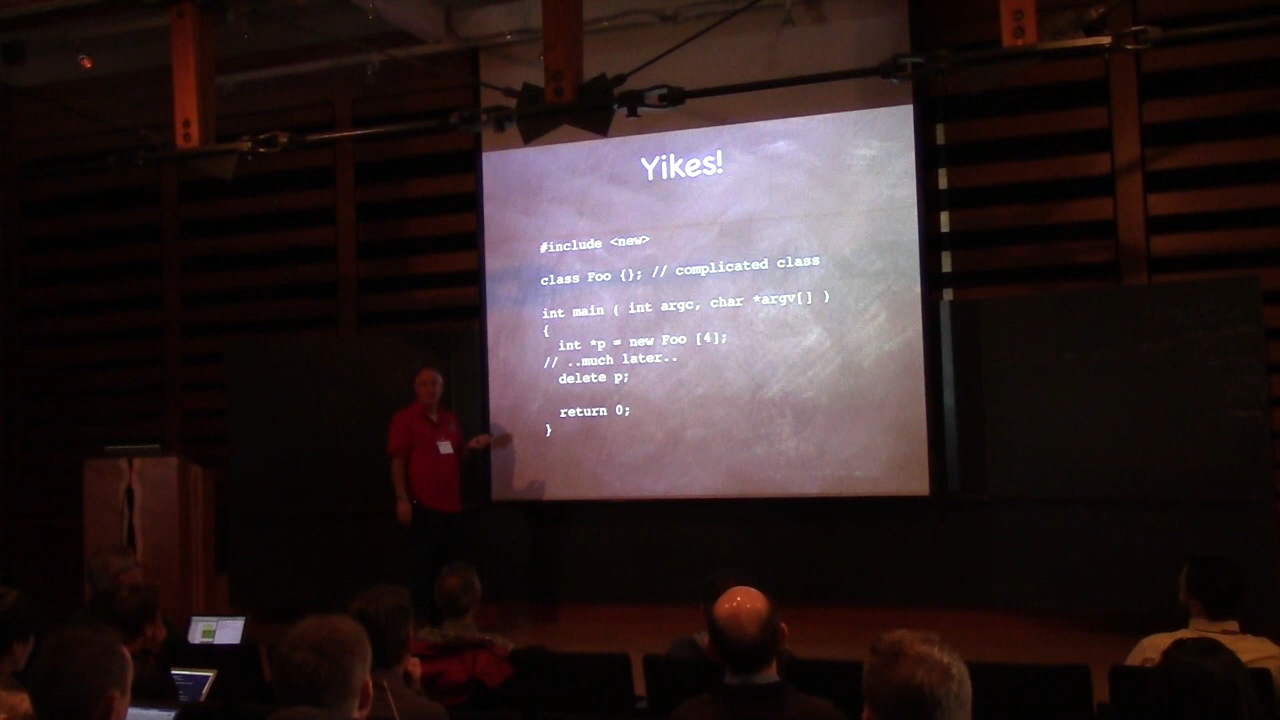 Yikes!
#include <new>
class Foo {}; // complicated class
int main ( int argc, char *argv[] )
{
int *p = new Foo [4];
// ..much later..
delete p;
return 0;
}